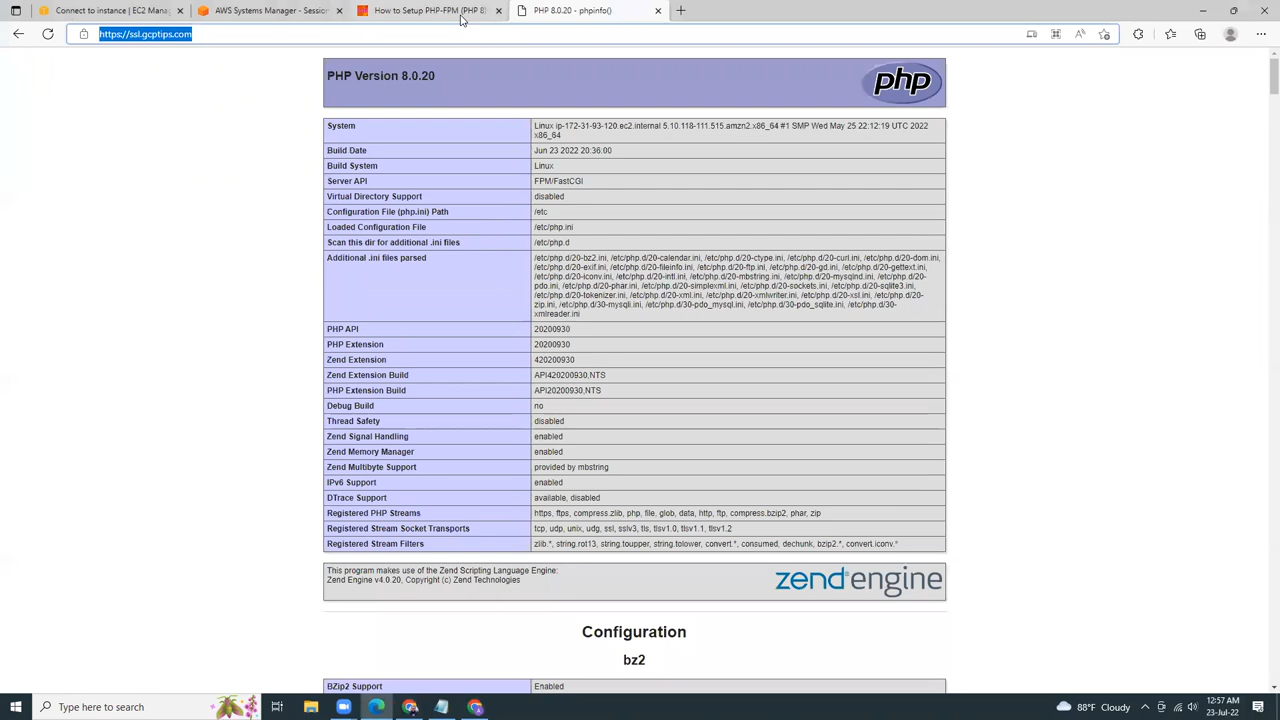 Connect to instance | EC2 Manag
AWS Systems Manager - Session
How to Setup PHP-FPM (PHP 8
PHP 8.0.20 - phpinfo()
https://ssl.gcptips.com
PHP Version 8.0.20
php
System
Linux ip-172-31-93-120.ec2.internal 5.10.118-111.515.amzn2.x86_64 #1 SMP Wed May 25 22:12:19 UTC 2022
x86_64
Build Date
Jun 23 2022 20:36:00
Build System
Linux
Server API
FPM/FastCGI
Virtual Directory Support
disabled
Configuration File (php.ini) Path
/etc
Loaded Configuration File
/etc/php.ini
Scan this dir for additional .ini files
/etc/php.d
Additional .ini files parsed
/etc/php.d/20-bz2.ini, /etc/php.d/20-calendar.ini, /etc/php.d/20-ctype.ini, /etc/php.d/20-curl.ini, /etc/php.d/20-dom.ini,
/etc/php.d/20-exif.ini, /etc/php.d/20-fileinfo.ini, /etc/php.d/20-ftp.ini, /etc/php.d/20-gd.ini, /etc/php.d/20-gettext.ini,
/etc/php.d/20-iconv.ini, /etc/php.d/20-intl.ini, /etc/php.d/20-mbstring.ini, /etc/php.d/20-mysqlnd.ini, /etc/php.d/20-
pdo.ini, /etc/php.d/20-phar.ini, /etc/php.d/20-simplexml.ini, /etc/php.d/20-sockets.ini, /etc/php.d/20-sqlite3.ini,
/etc/php.d/20-tokenizer.ini, /etc/php.d/20-xml.ini, /etc/php.d/20-xmlwriter.ini, /etc/php.d/20-xsl.ini, /etc/php.d/20-
zip.ini, /etc/php.d/30-mysqli.ini, /etc/php.d/30-pdo_mysql.ini, /etc/php.d/30-pdo_sqlite.ini, /etc/php.d/30-
xmlreader.ini
PHP API
20200930
PHP Extension
20200930
Zend Extension
420200930
Zend Extension Build
API420200930,NTS
PHP Extension Build
API20200930,NTS
Debug Build
no
Thread Safety
disabled
Zend Signal Handling
enabled
Zend Memory Manager
enabled
Zend Multibyte Support
provided by mbstring
IPv6 Support
enabled
DTrace Support
available, disabled
Registered PHP Streams
https, ftps, compress.zlib, php, file, glob, data, http, ftp, compress.bzip2, phar, zip
Registered Stream Socket Transports
tcp, udp, unix, udg, ssl, sslv3, tls, tlsv1.0, tlsv1.1, tlsv1.2
Registered Stream Filters
zlib.*, string.rot13, string.toupper, string.tolower, convert.*, consumed, dechunk, bzip2.*, convert.iconv.*
This program makes use of the Zend Scripting Language Engine:
Zend Engine v4.0.20, Copyright (c) Zend Technologies
zend engine
Configuration
bz2
BZip2 Support
Enabled
Type here to search
88°F Cloudy
12:57 AM
23-Jul-22